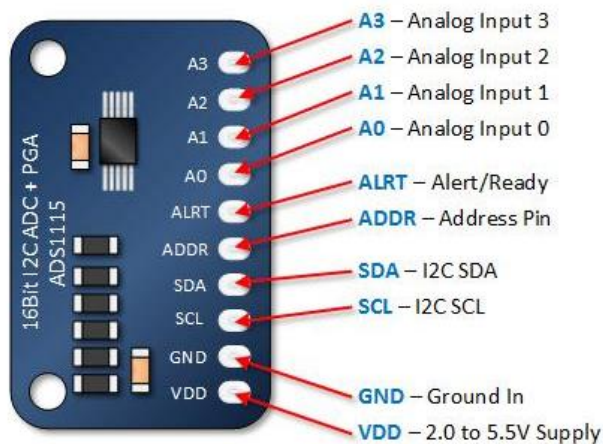 A3 – Analog Input 3
A2 – Analog Input 2
A1 – Analog Input 1
A0 – Analog Input 0
ALRT – Alert/Ready
ADDR – Address Pin
SDA – I2C SDA
SCL – I2C SCL
GND – Ground In
VDD – 2.0 to 5.5V Supply
A3
A2
A1
A0
ALRT
ADDR
SDA
SCL
GND
VDD
16Bit I2C ADC + PGA
ADS1115